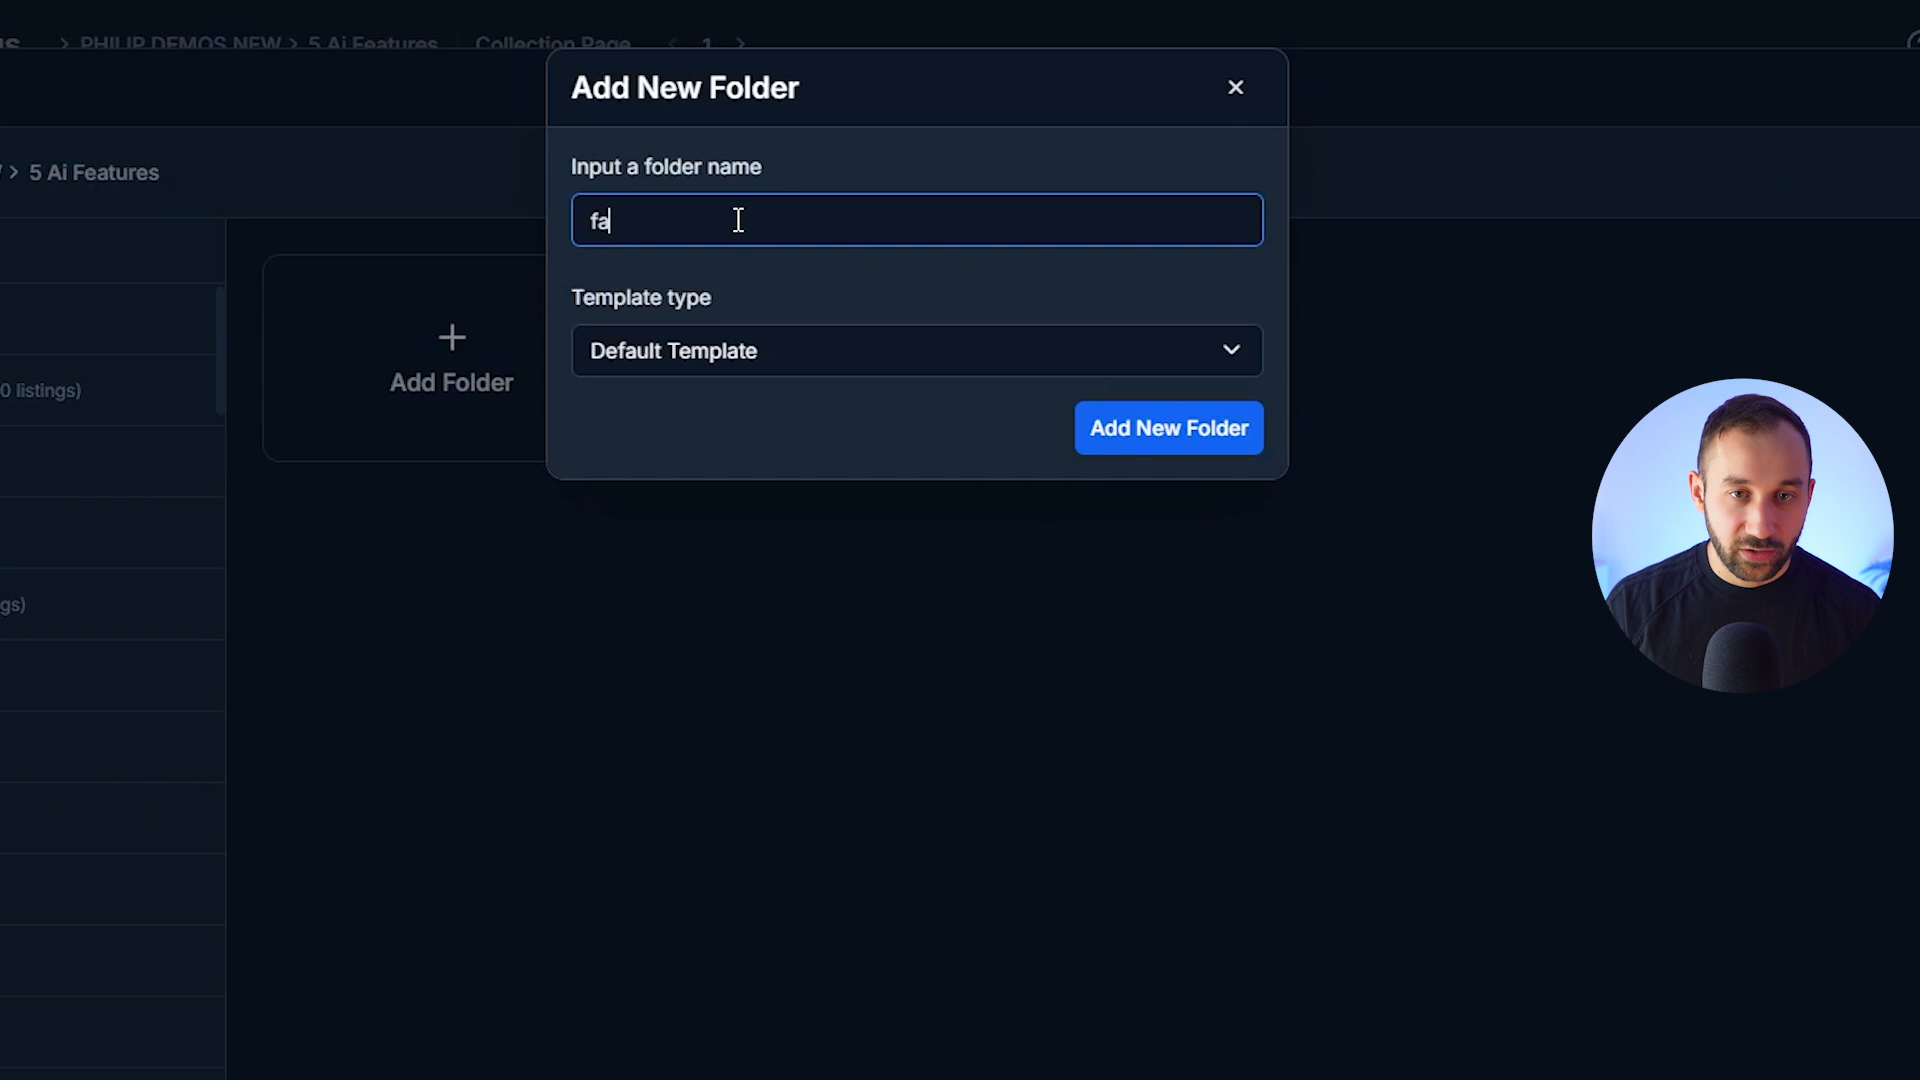 > PHILIP DEMOS NEW > 5 Ai Features Collection Page < 1 >
Add New Folder
Input a folder name
> 5 Ai Features
fa
Template type
Default Template
Add Folder
0 listings)
Add New Folder
gs)